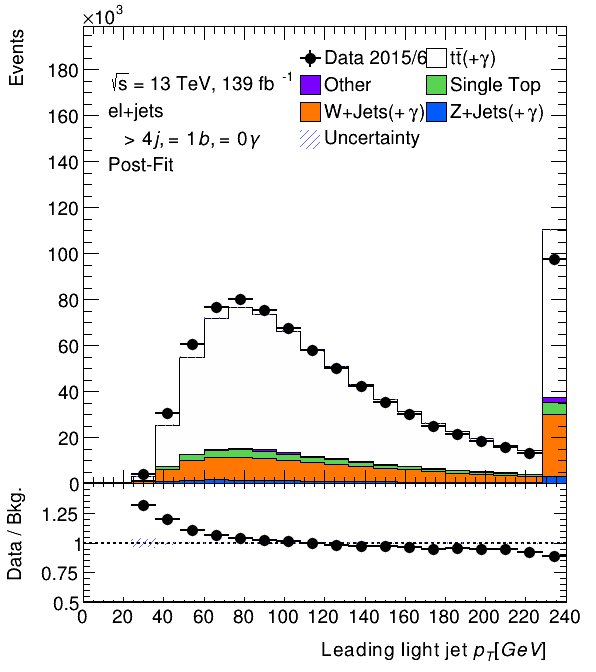 ×10³
Events
180
160
140
120
100
80
60
40
20
0
√s = 13 TeV, 139 fb⁻¹
el+jets
> 4j, = 1b, = 0γ
Post-Fit
Data 2015/6
tt̄(+γ)
Other
Single Top
W+Jets(+γ)
Z+Jets(+γ)
Uncertainty
Data / Bkg.
1.25
1
0.75
0.5
0 20 40 60 80 100 120 140 160 180 200 220 240
Leading light jet p_T[GeV]